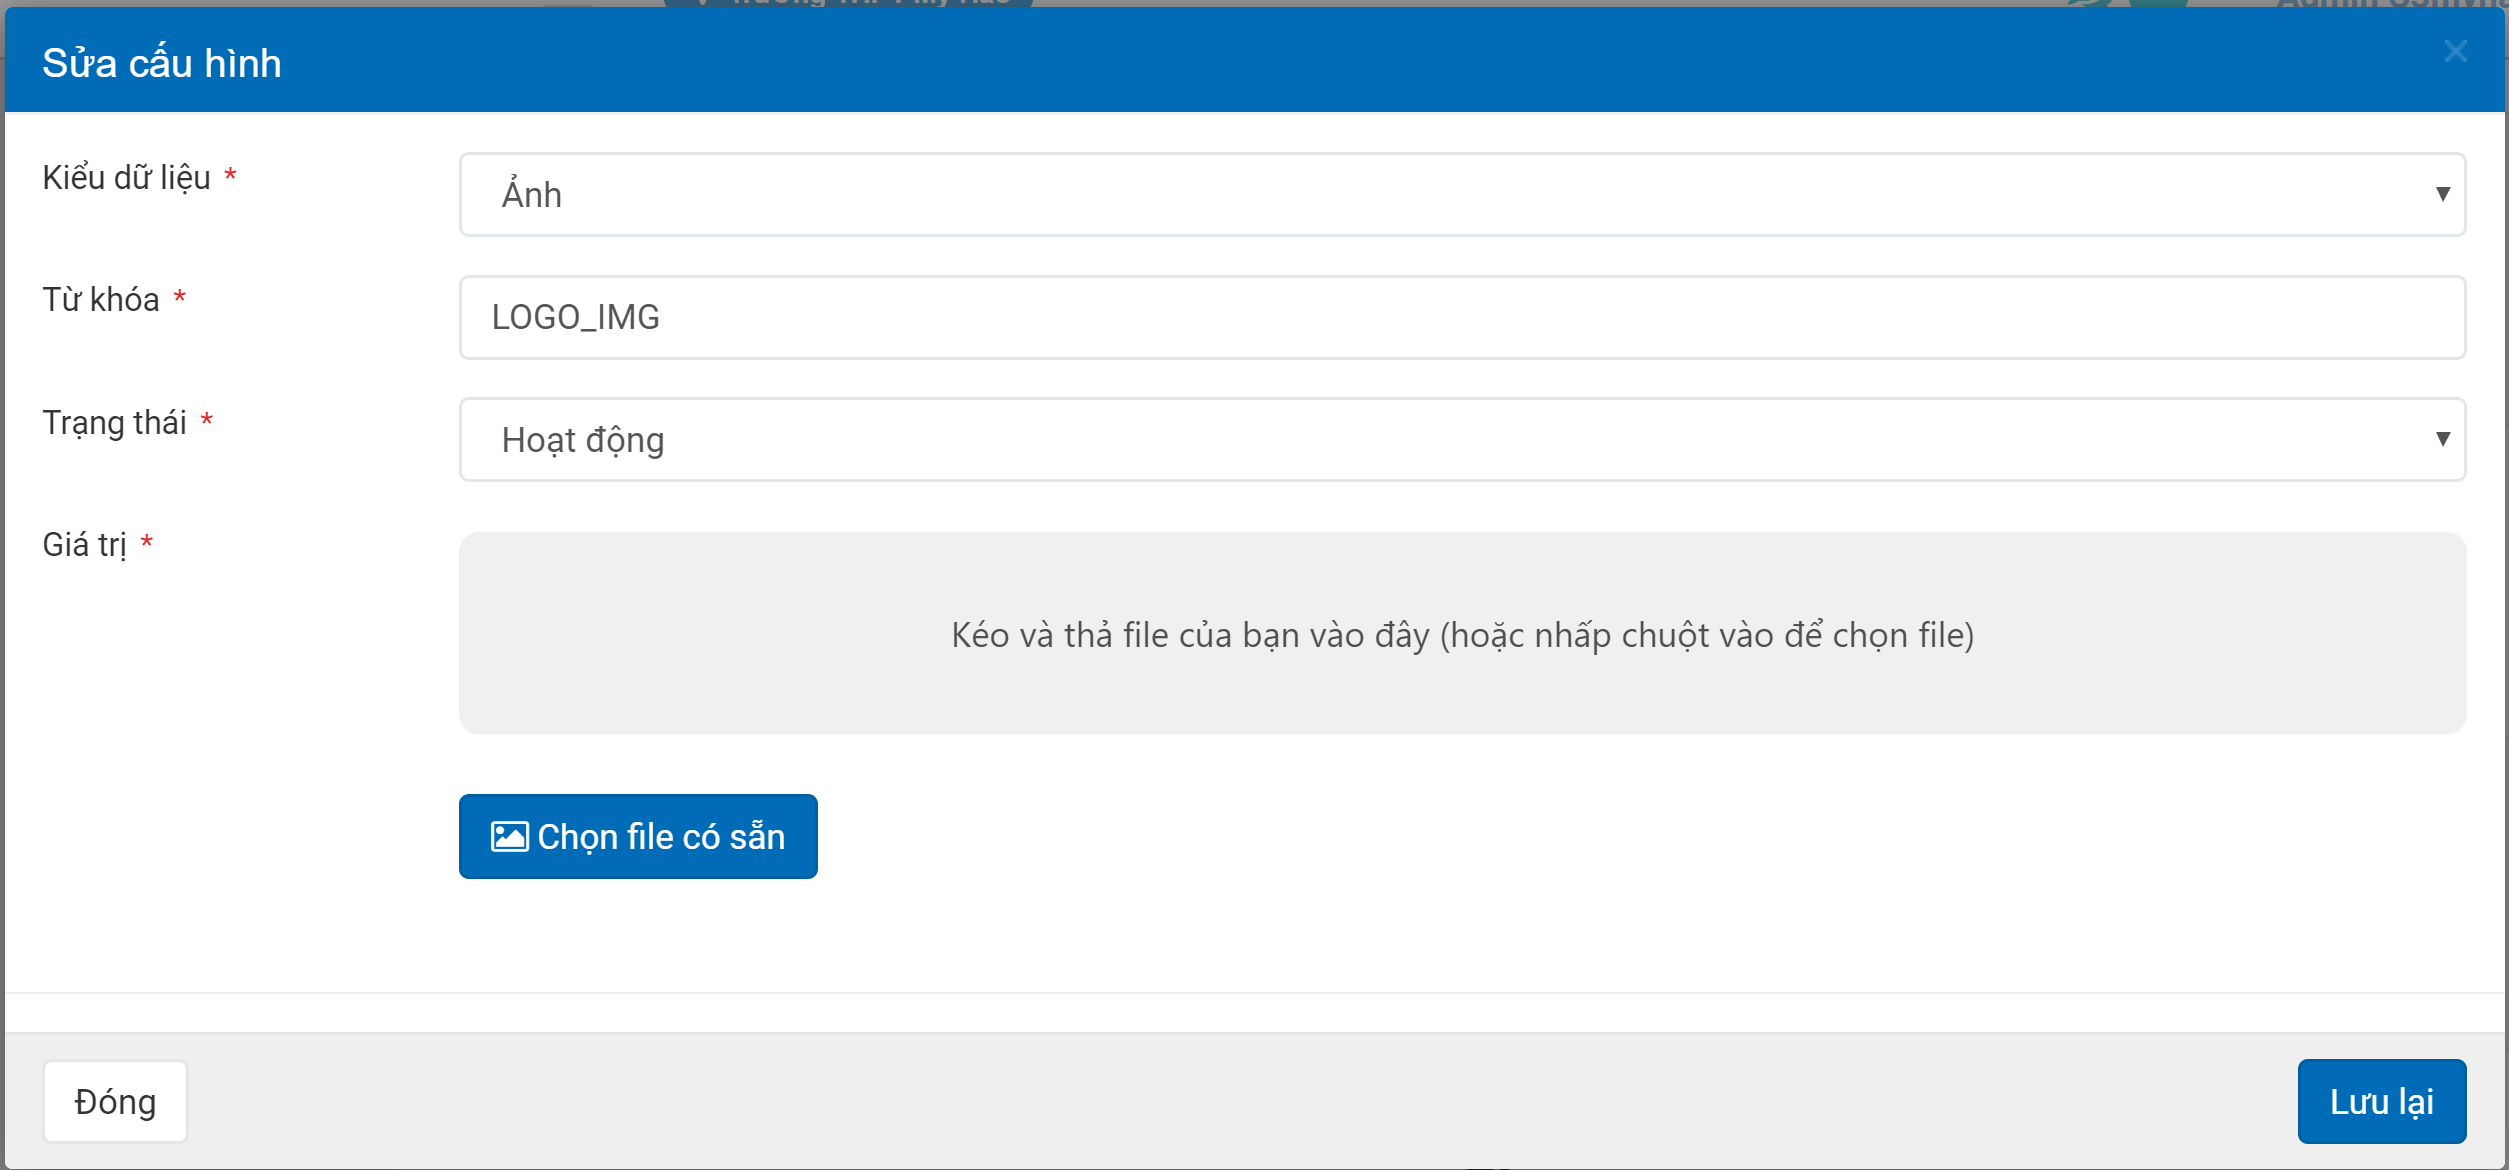 Sửa cấu hình
Kiểu dữ liệu *
Ảnh
Từ khóa *
LOGO_IMG
Trạng thái *
Hoạt động
Giá trị *
Kéo và thả file của bạn vào đây (hoặc nhấp chuột vào để chọn file)
Chọn file có sẵn
Đóng
Lưu lại